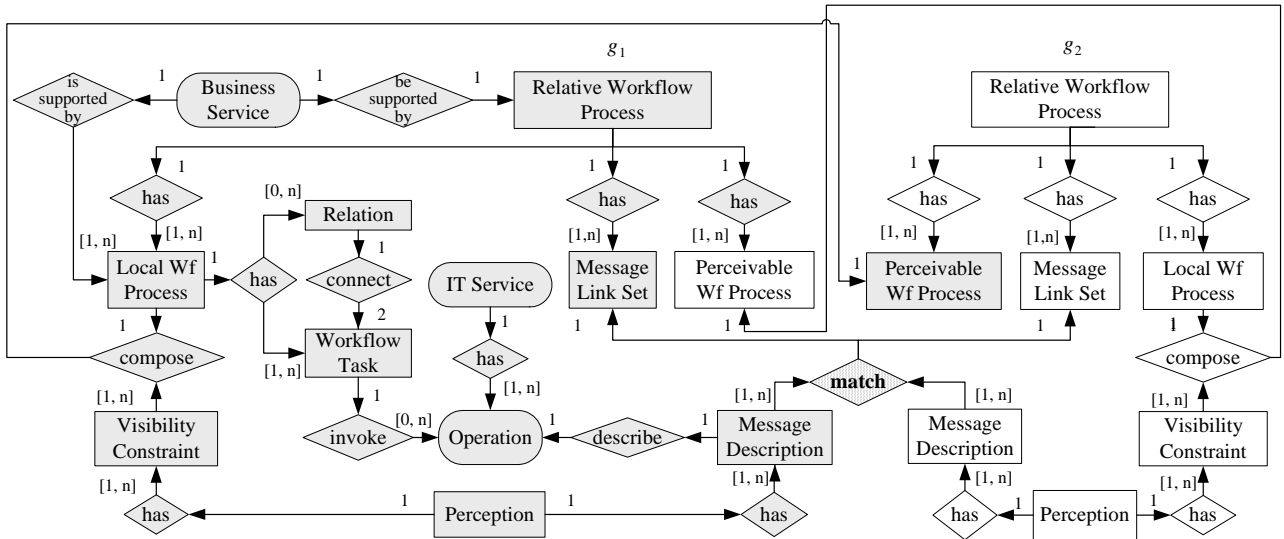 g1
g2
is
supported
by
1
Business
Service
1
be
supported
by
1
Relative Workflow
Process
Relative Workflow
Process
1
has
[1, n]
1
has
[1,n]
1
has
[1, n]
1
has
[1, n]
1
has
[1,n]
1
has
[1, n]
[0, n]
Relation
1
connect
2
[1, n]
Local Wf
Process
1
has
[1, n]
Workflow
Task
IT Service
1
has
[1, n]
Message
Link Set
1
Perceivable
Wf Process
1
1
Perceivable
Wf Process
Message
Link Set
1
Local Wf
Process
1
compose
1
compose
match
[1, n]
[1, n]
[1, n]
Visibility
Constraint
1
invoke
[0, n]
Operation
1
describe
1
Message
Description
Message
Description
[1, n]
Visibility
Constraint
[1, n]
has
1
Perception
1
[1, n]
has
[1, n]
has
1
Perception
1
[1, n]
has